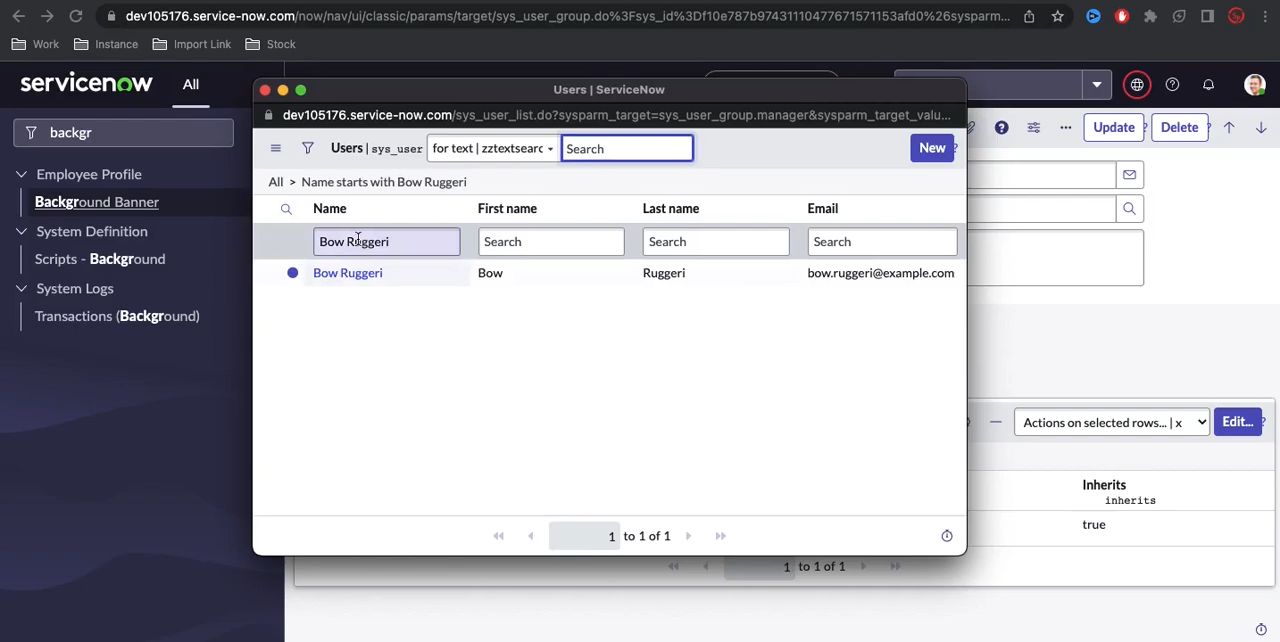 dev105176.service-now.com/now/nav/ui/classic/params/target/sys_user_group.do%3Fsys_id%3Df10e787b97431110477671571153afd0%26sysparm...
Work Instance Import Link Stock
servicenow All
backgr
Employee Profile
Background Banner
System Definition
Scripts - Background
System Logs
Transactions (Background)
Update
Delete
Users | ServiceNow
dev105176.service-now.com/sys_user_list.do?sysparm_target=sys_user_group.manager&sysparm_target_valu...
Users | sys_user for text | zztextsearc Search New
All > Name starts with Bow Ruggeri
Name First name Last name Email
Bow Ruggeri Search Search Search
Bow Ruggeri Bow Ruggeri bow.ruggeri@example.com
1 to 1 of 1
Actions on selected rows... | x Edit...
Inherits
inherits
true
1 to 1 of 1